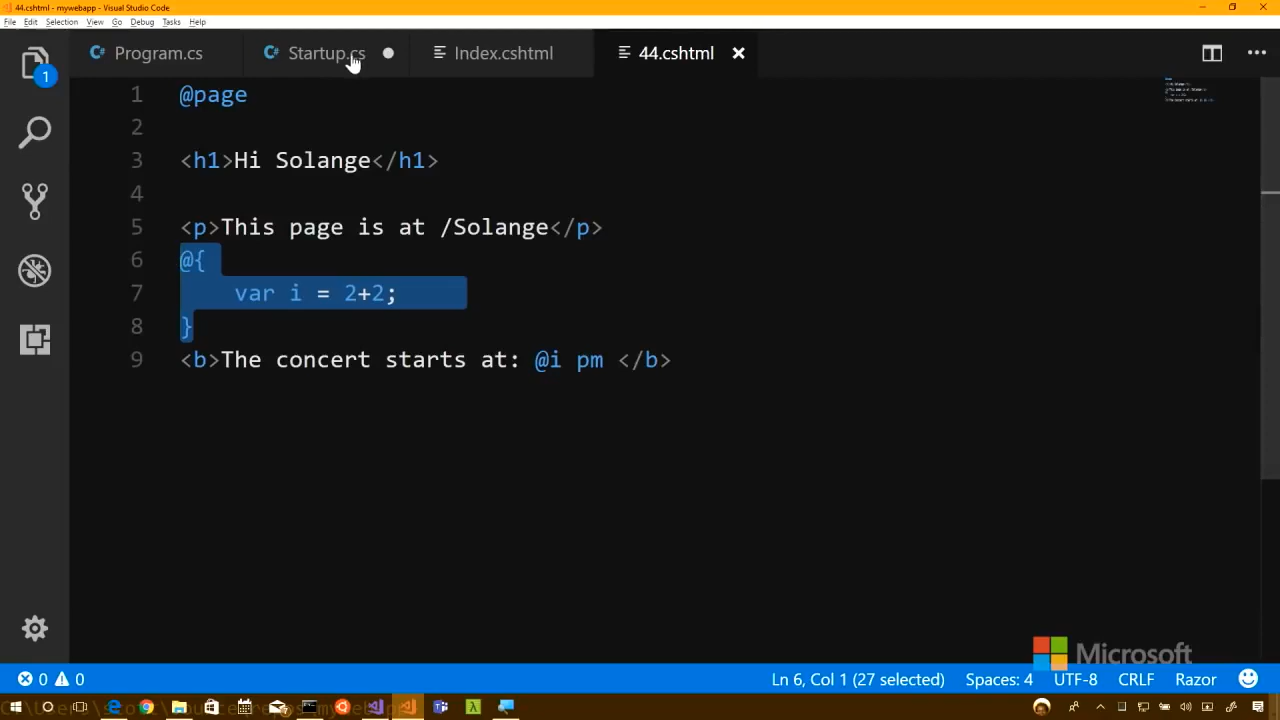 44.cshtml - mywebapp - Visual Studio Code
File Edit Selection View Go Debug Tasks Help
Program.cs Startup.cs Index.cshtml 44.cshtml
1
1 @page
2
3 <h1>Hi Solange</h1>
4
5 <p>This page is at /Solange</p>
6 @{
7 var i = 2+2;
8 }
9 <b>The concert starts at: @i pm </b>
Microsoft
0 0 Ln 6, Col 1 (27 selected) Spaces: 4 UTF-8 CRLF Razor